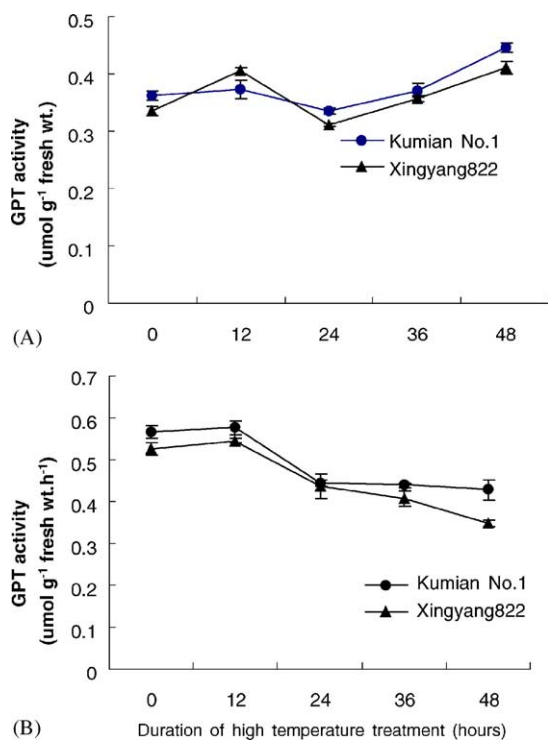 0.5
0.4
0.3
0.2
0.1
0
GPT activity
(umol g⁻¹ fresh wt.)
Kumian No.1
Xingyang822
0 12 24 36 48
(A)
0.7
0.6
0.5
0.4
0.3
0.2
0.1
0
GPT activity
(umol g⁻¹ fresh wt.h⁻¹)
Kumian No.1
Xingyang822
0 12 24 36 48
(B) Duration of high temperature treatment (hours)